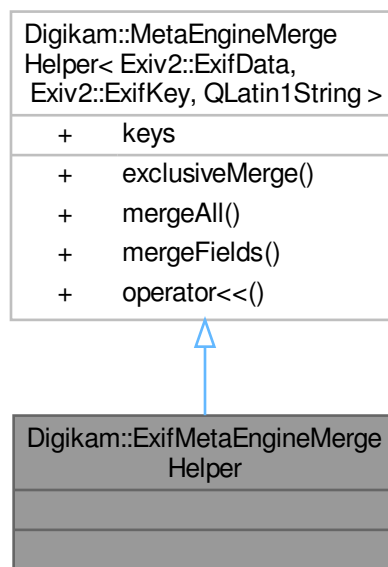 Digikam::MetaEngineMerge
Helper< Exiv2::ExifData,
Exiv2::ExifKey, QLatin1String >
+ keys
+ exclusiveMerge()
+ mergeAll()
+ mergeFields()
+ operator<<()
Digikam::ExifMetaEngineMerge
Helper